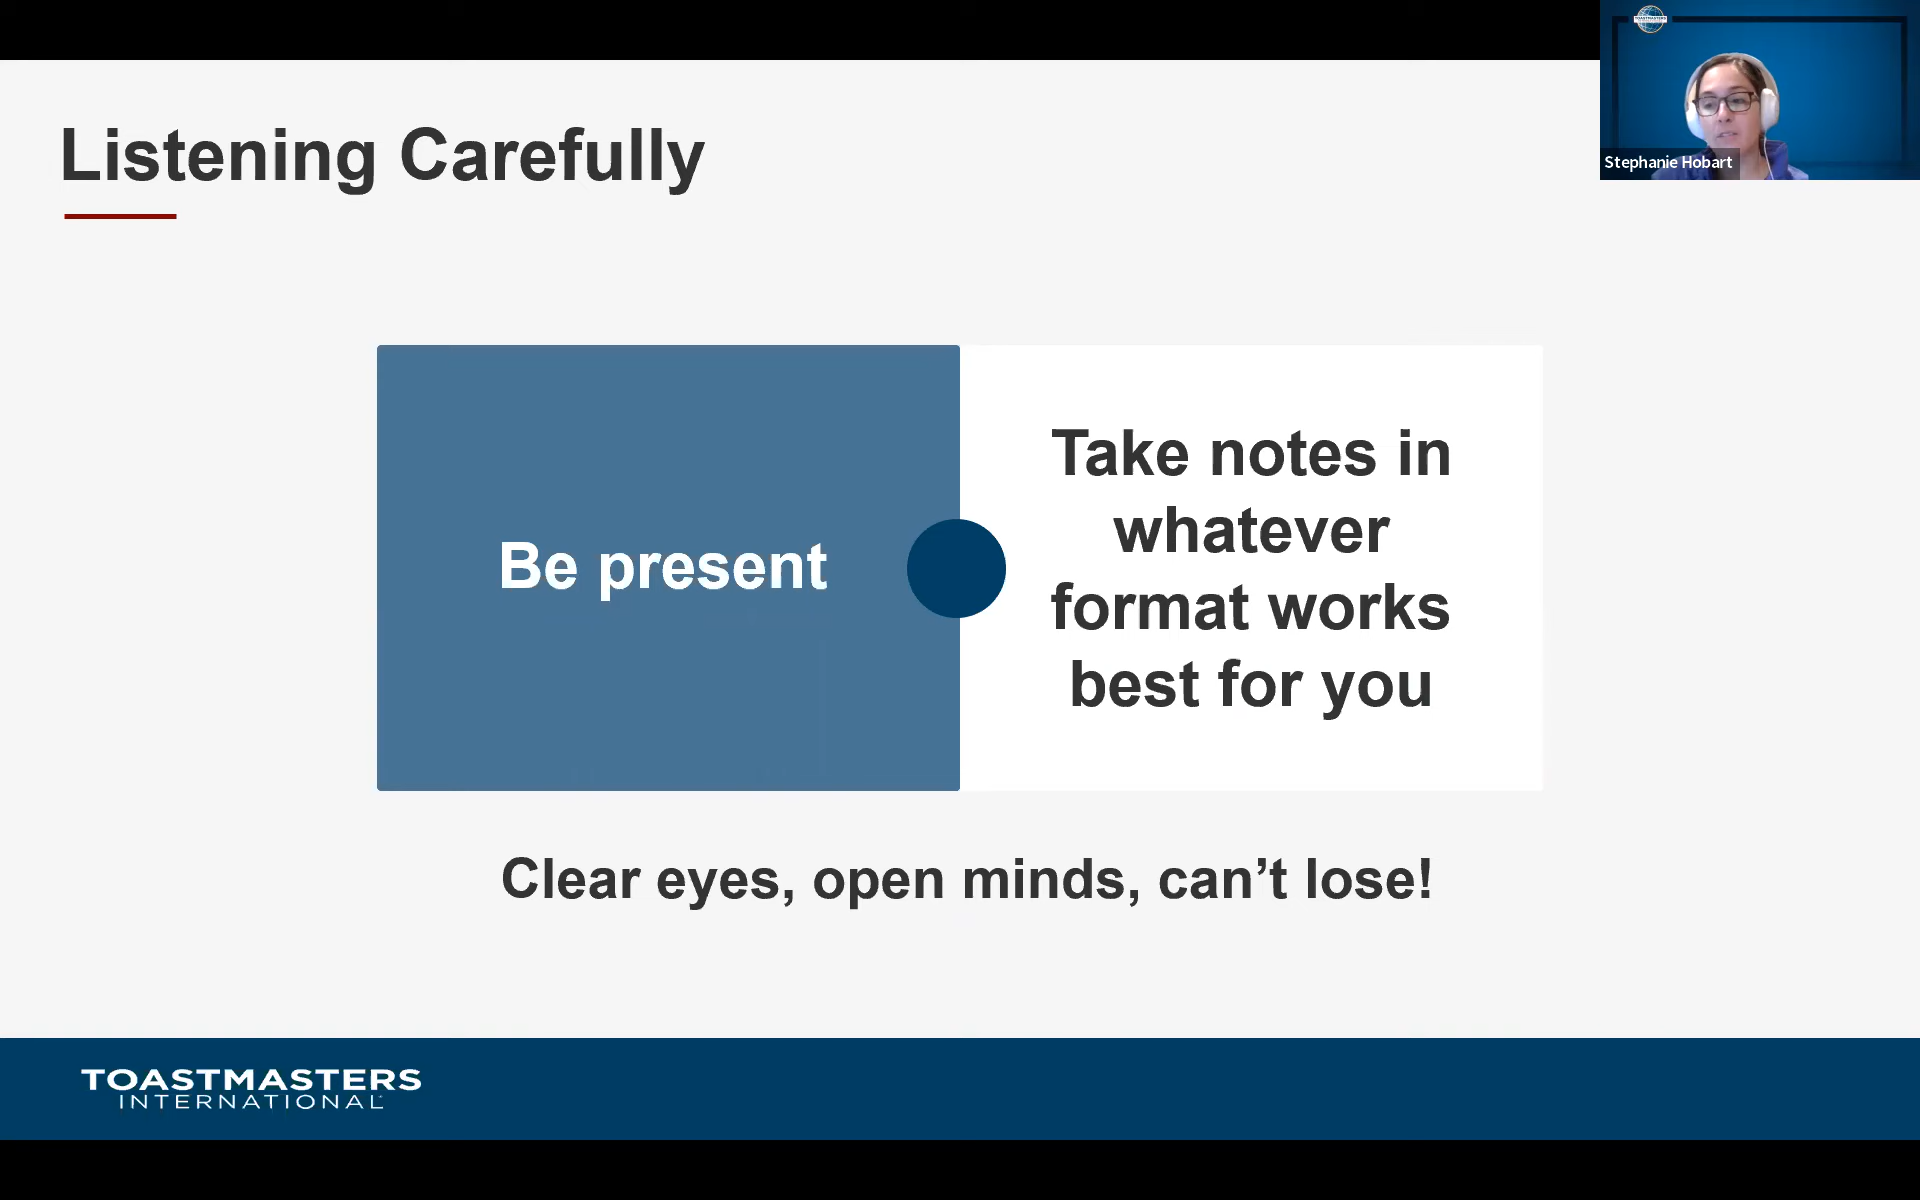 Listening Carefully
Stephanie Hobart
Be present
Take notes in
whatever
format works
best for you
Clear eyes, open minds, can’t lose!
TOASTMASTERS
INTERNATIONAL